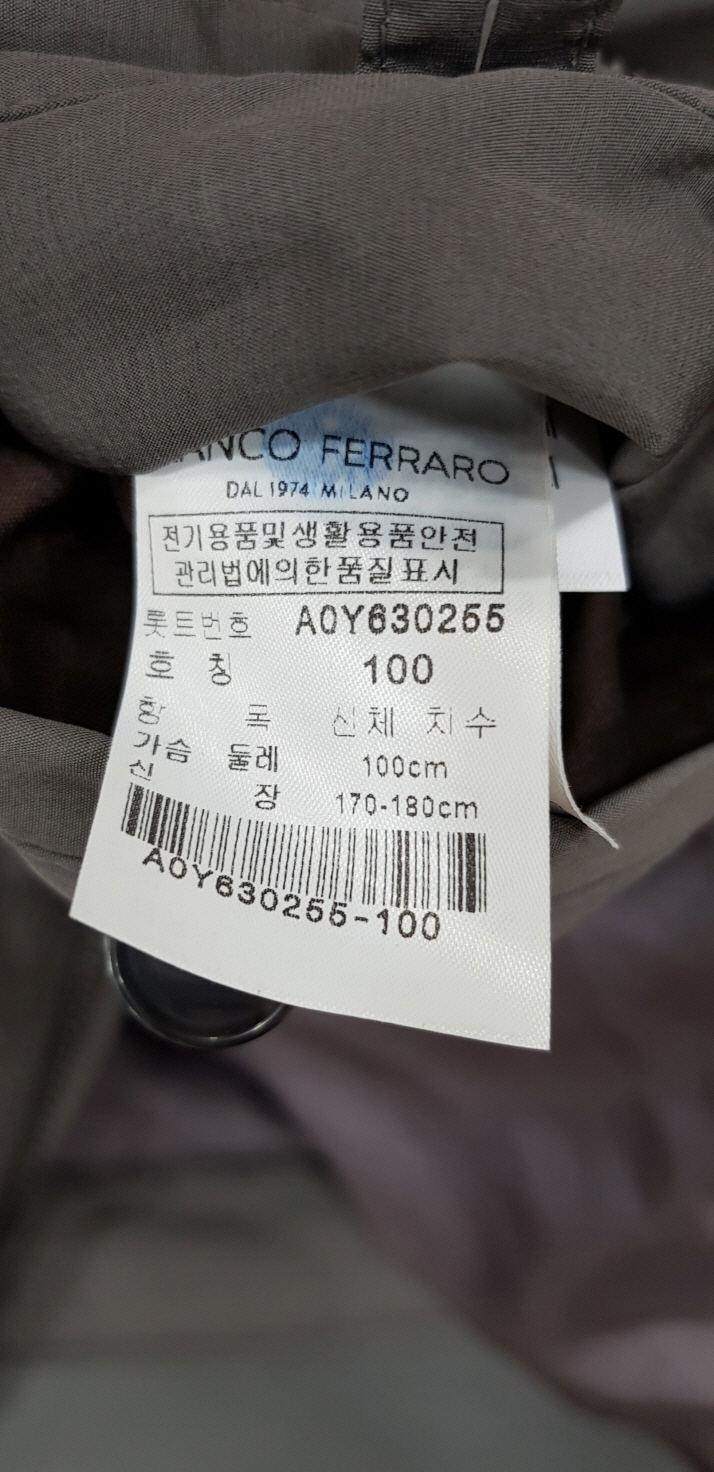 ANCO FERRARO
DAL 1974 MILANO
전기용품및생활용품안전
관리법에의한품질표시
롯트번호 A0Y630255
호 칭 100
항 목 신체 치수
가슴 둘레 100cm
신 장 170-180cm
A0Y630255-100